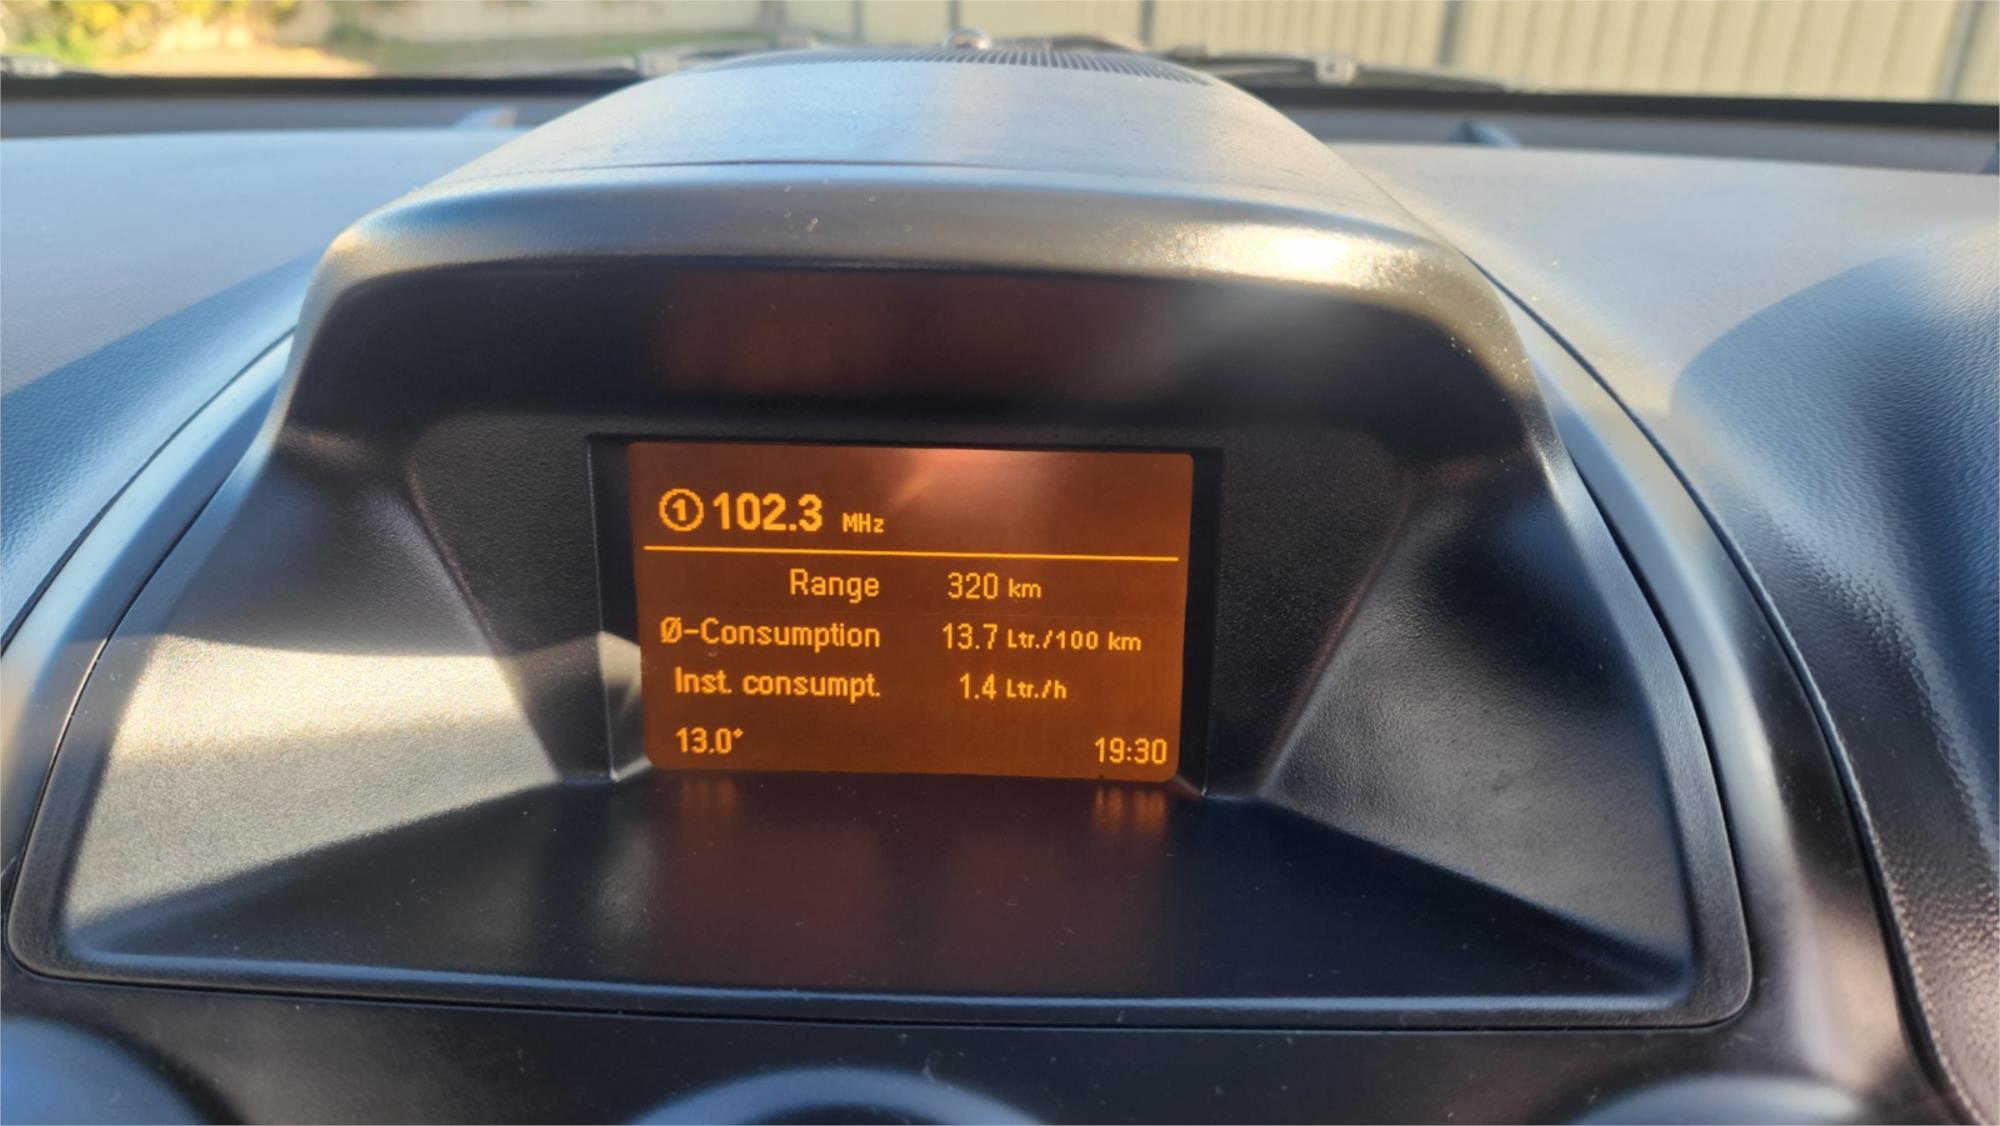 ① 102.3 MHz
Range 320 km
Ø-Consumption 13.7 Ltr./100 km
Inst. consumpt. 1.4 Ltr./h
13.0° 19:30